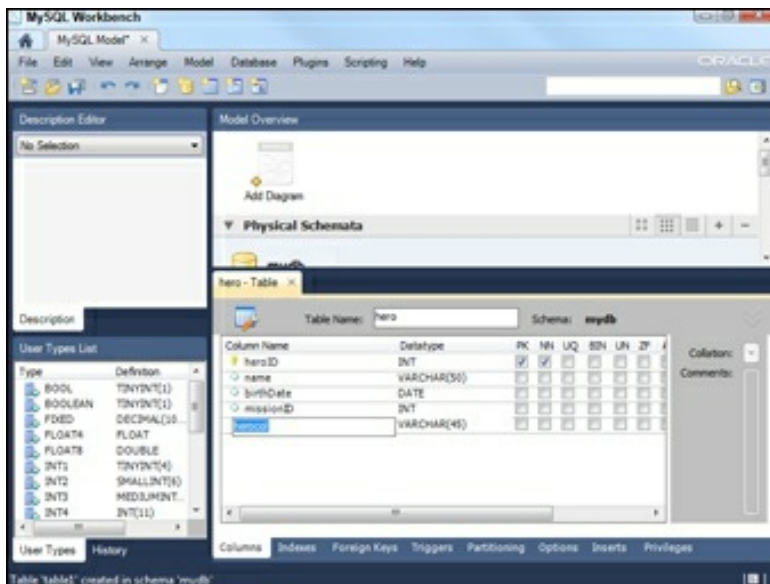 MySQL Workbench
MySQL Model*
File Edit View Arrange Model Database Plugins Scripting Help
ORACLE
Description Editor
No Selection
Description
Model Overview
Add Diagram
Physical Schemata
mydb
hero - Table
Table Name: hero Schema: mydb
Column Name Datatype PK NN UQ BIN UN ZF
heroID INT
name VARCHAR(50)
birthDate DATE
missionID INT
herocol VARCHAR(45)
Collation:
Comments:
User Types List
Type Definition
BOOL TINYINT(1)
BOOLEAN TINYINT(1)
FIXED DECIMAL(10...
FLOAT4 FLOAT
FLOAT8 DOUBLE
INT1 TINYINT(4)
INT2 SMALLINT(6)
INT3 MEDIUMINT...
INT4 INT(11)
User Types History
Columns Indexes Foreign Keys Triggers Partitioning Options Inserts Privileges
Table 'table1' created in schema 'mydb'